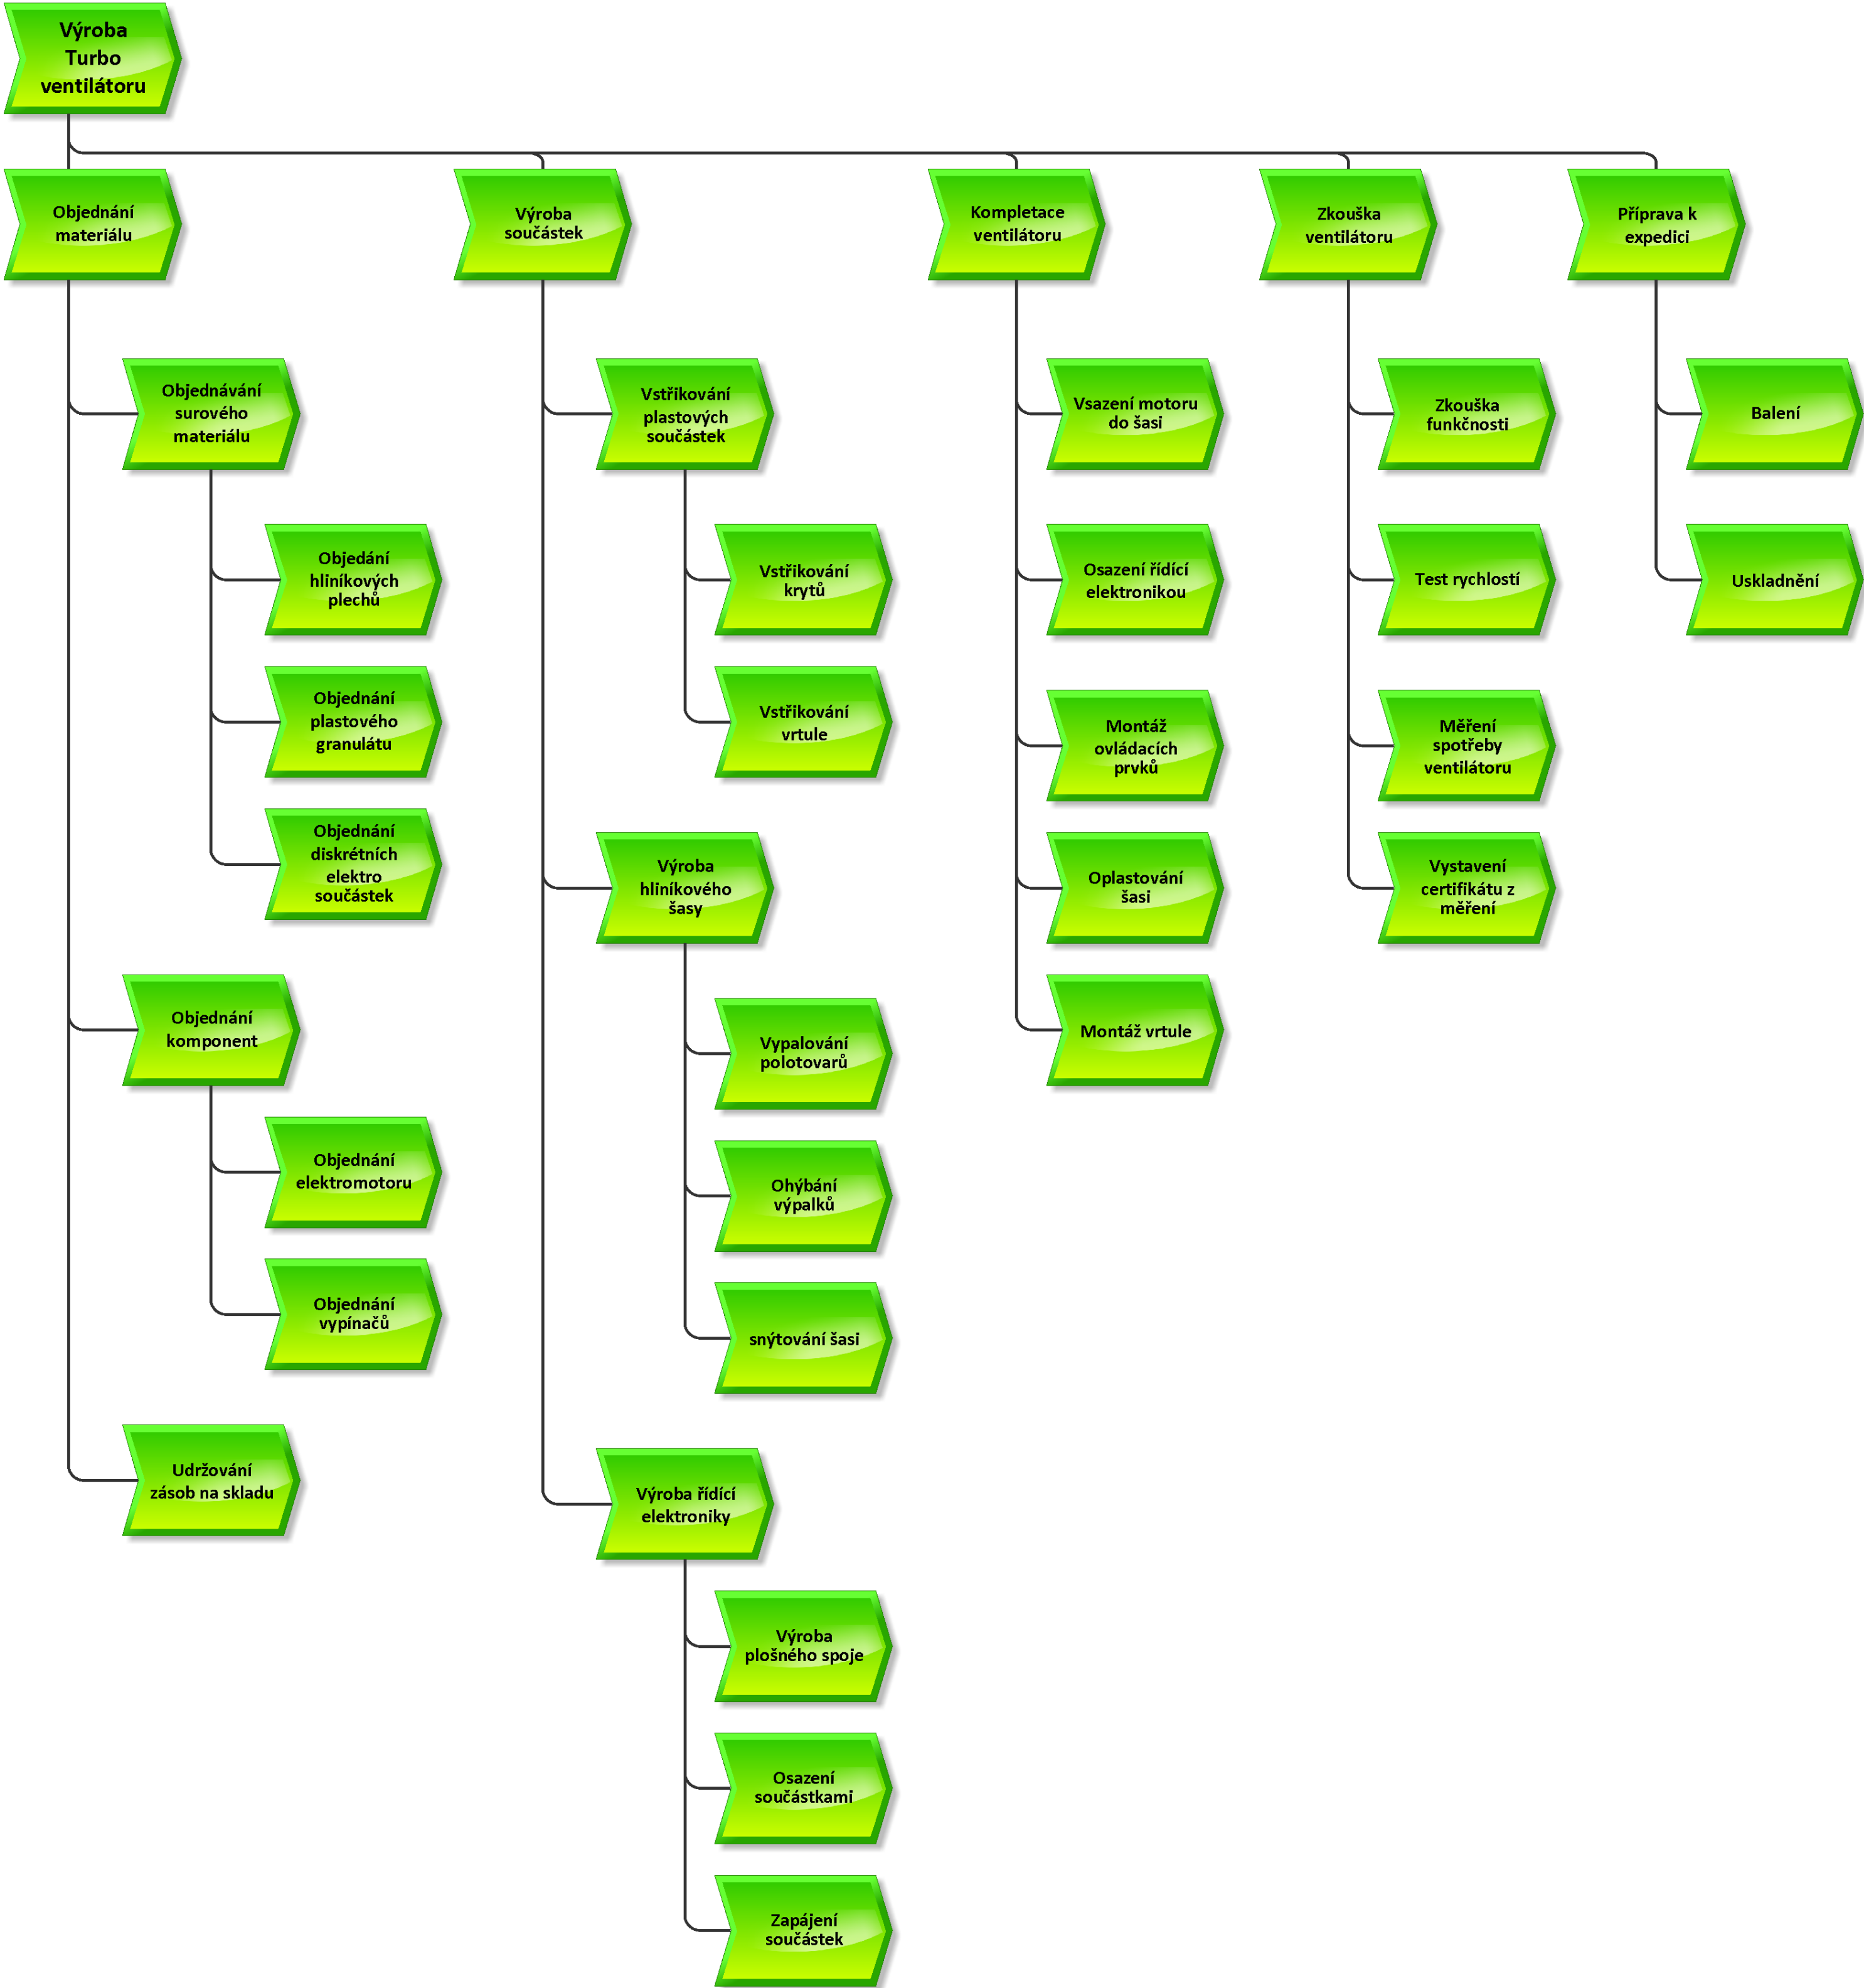 Výroba
Turbo
ventilátoru
Objednání
materiálu
Výroba
součástek
Kompletace
ventilátoru
Zkouška
ventilátoru
Příprava k
expedici
Objednávání
surového
materiálu
Objedání
hliníkových
plechů
Objednání
plastového
granulátu
Objednání
diskrétních
elektro
součástek
Objednání
komponent
Objednání
elektromotoru
Objednání
vypínačů
Udržování
zásob na skladu
Vstřikování
plastových
součástek
Vstřikování
krytů
Vstřikování
vrtule
Výroba
hliníkového
šasy
Vypalování
polotovarů
Ohýbání
výpalků
snýtování šasi
Výroba řídící
elektroniky
Výroba
plošného spoje
Osazení
součástkami
Zapájení
součástek
Vsazení motoru
do šasi
Osazení řídící
elektronikou
Montáž
ovládacích
prvků
Oplastování
šasi
Montáž vrtule
Zkouška
funkčnosti
Test rychlostí
Měření
spotřeby
ventilátoru
Vystavení
certifikátu z
měření
Balení
Uskladnění